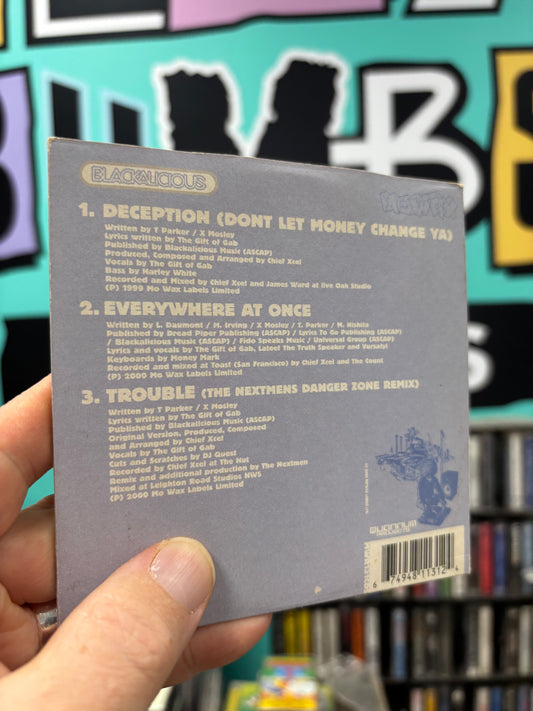 BLACKALICIOUS
1. DECEPTION (DONT LET MONEY CHANGE YA)
Written by T Parker / X Mosley
Lyrics written by The Gift of Gab
Published by Blackalicious Music (ASCAP)
Produced, Composed and Arranged by Chief Xcel
Vocals by The Gift of Gab
Bass by Marley White
Recorded and Mixed by Chief Xcel and James Ward at live Oak Studio
(P) 1999 Mo Wax Labels Limited
2. EVERYWHERE AT ONCE
Written by L. Daumont / M. Irving / X Mosley / T. Parker / M. Nishita
Published by Dread Piper Publishing (ASCAP) / Lyrics To Go Publishing (ASCAP)
/ Blackalicious Music (ASCAP) / Fido Speaks Music / Universal Group (ASCAP)
Lyrics and vocals by The Gift of Gab, Lateef The Truth Speaker and Vursatyl
Keyboards by Money Mark
Recorded and mixed at Toast (San Francisco) by Chief Xcel and The Count
(P) 2000 Mo Wax Labels Limited
3. TROUBLE (THE NEXTMENS DANGER ZONE REMIX)
Written by T Parker / X Mosley
Lyrics written by The Gift of Gab
Published by Blackalicious Music (ASCAP)
Original Version, Produced, Composed
and Arranged by Chief Xcel
Vocals by The Gift of Gab
Cuts and Scratches by DJ Quest
Recorded by Chief Xcel at The Nut
Remix and additional production by The Nextmen
Mixed at Leighton Road Studios NW5
(P) 2000 Mo Wax Labels Limited
QUANNUM
PROJECTS
6 74948 11312 4